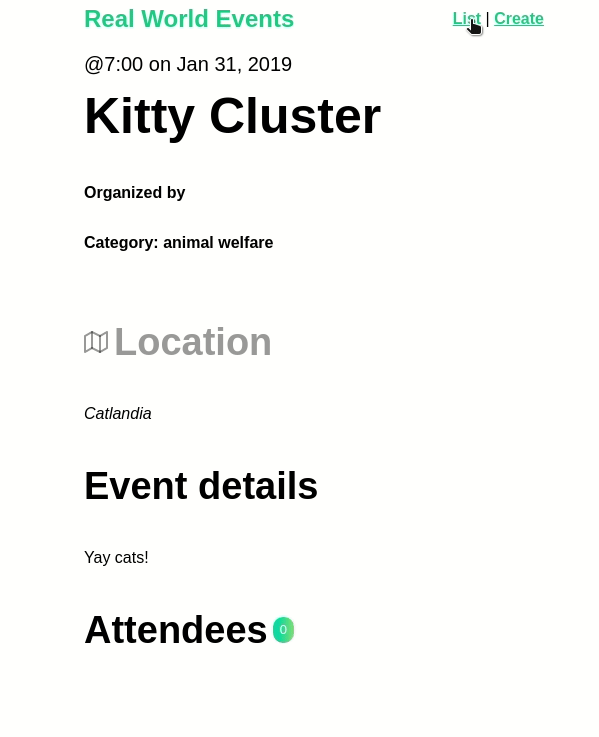 Real World Events
List | Create
@7:00 on Jan 31, 2019
Kitty Cluster
Organized by
Category: animal welfare
Location
Catlandia
Event details
Yay cats!
Attendees 0